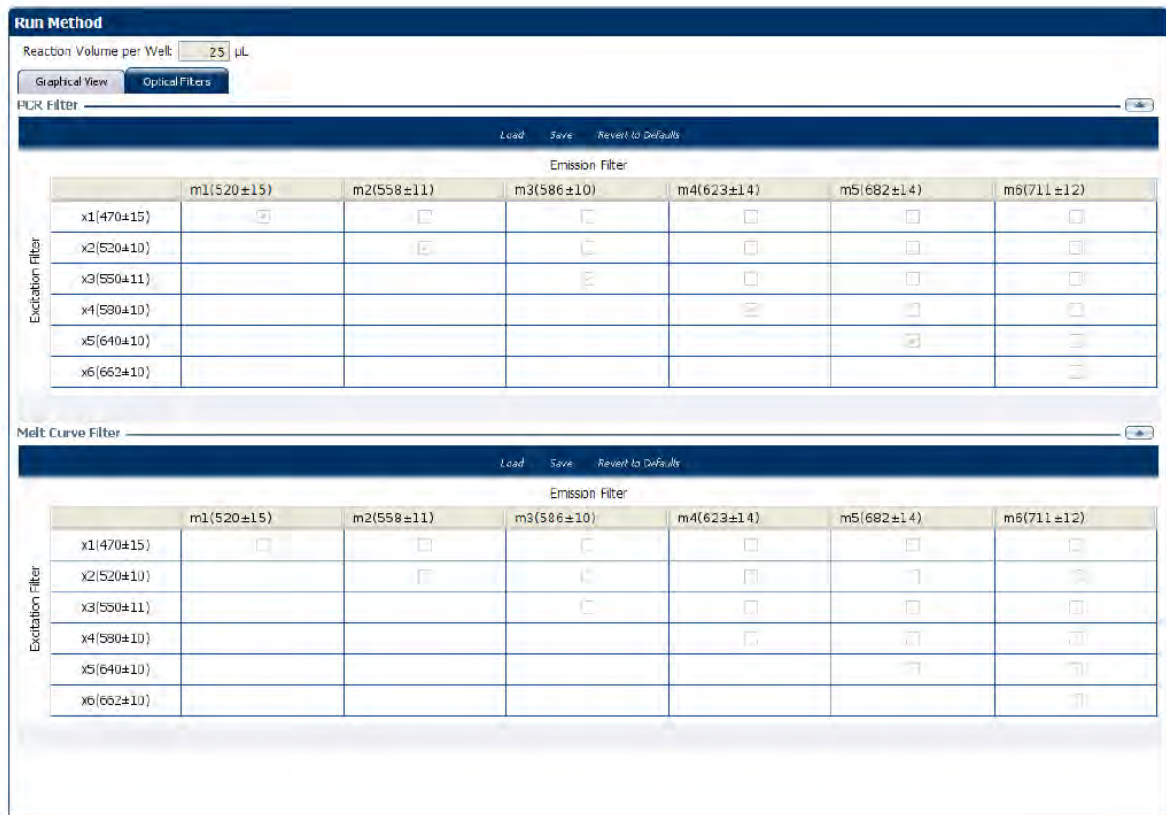 Run Method
Reaction Volume per Well: 25 µL
Graphical View Optical Filters
PCR Filter
Load Save Revert to Defaults
Emission Filter
m1(520±15) m2(558±11) m3(586±10) m4(623±14) m5(682±14) m6(711±12)
Excitation Filter
x1(470±15)
x2(520±10)
x3(550±11)
x4(580±10)
x5(640±10)
x6(662±10)
Melt Curve Filter
Load Save Revert to Defaults
Emission Filter
m1(520±15) m2(558±11) m3(586±10) m4(623±14) m5(682±14) m6(711±12)
Excitation Filter
x1(470±15)
x2(520±10)
x3(550±11)
x4(580±10)
x5(640±10)
x6(662±10)